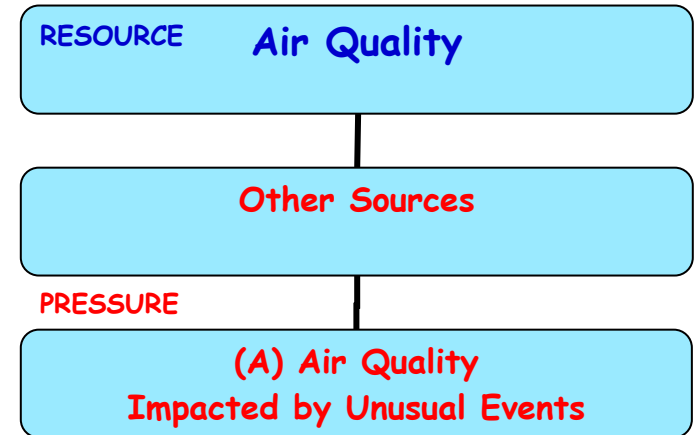 RESOURCE Air Quality
Other Sources
PRESSURE
(A) Air Quality
Impacted by Unusual Events